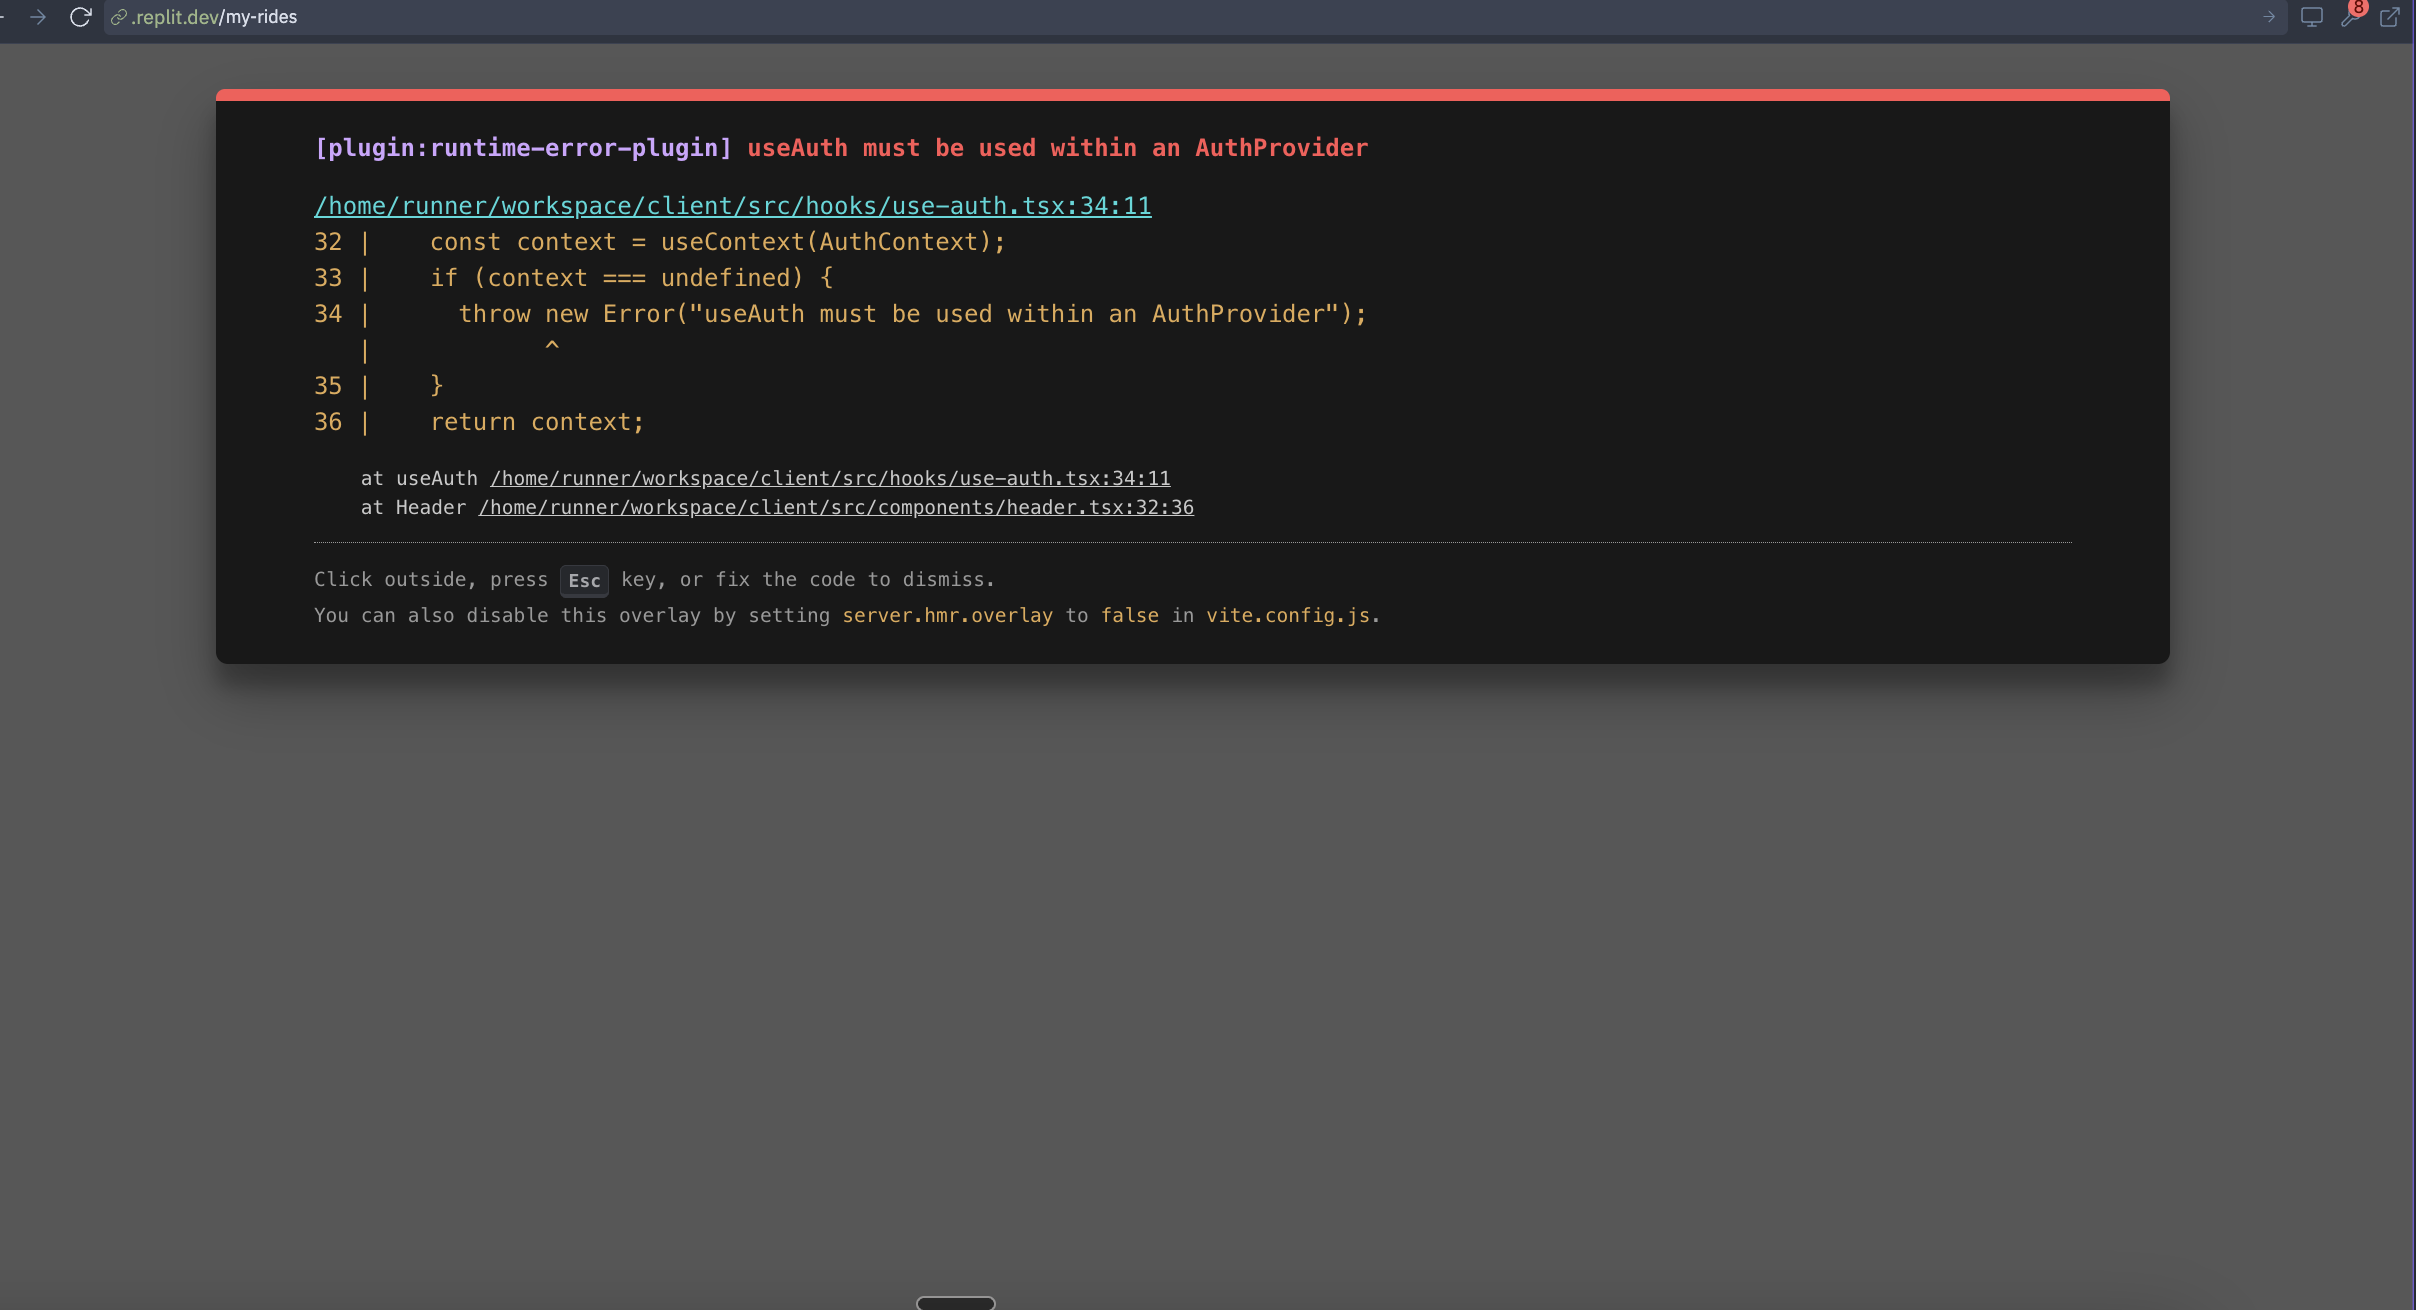 .replit.dev/my-rides
8
[plugin:runtime-error-plugin] useAuth must be used within an AuthProvider
/home/runner/workspace/client/src/hooks/use-auth.tsx:34:11
32 |    const context = useContext(AuthContext);
33 |    if (context === undefined) {
34 |      throw new Error("useAuth must be used within an AuthProvider");
   |            ^
35 |    }
36 |    return context;
at useAuth /home/runner/workspace/client/src/hooks/use-auth.tsx:34:11
at Header /home/runner/workspace/client/src/components/header.tsx:32:36
Click outside, press Esc key, or fix the code to dismiss.
You can also disable this overlay by setting server.hmr.overlay to false in vite.config.js.